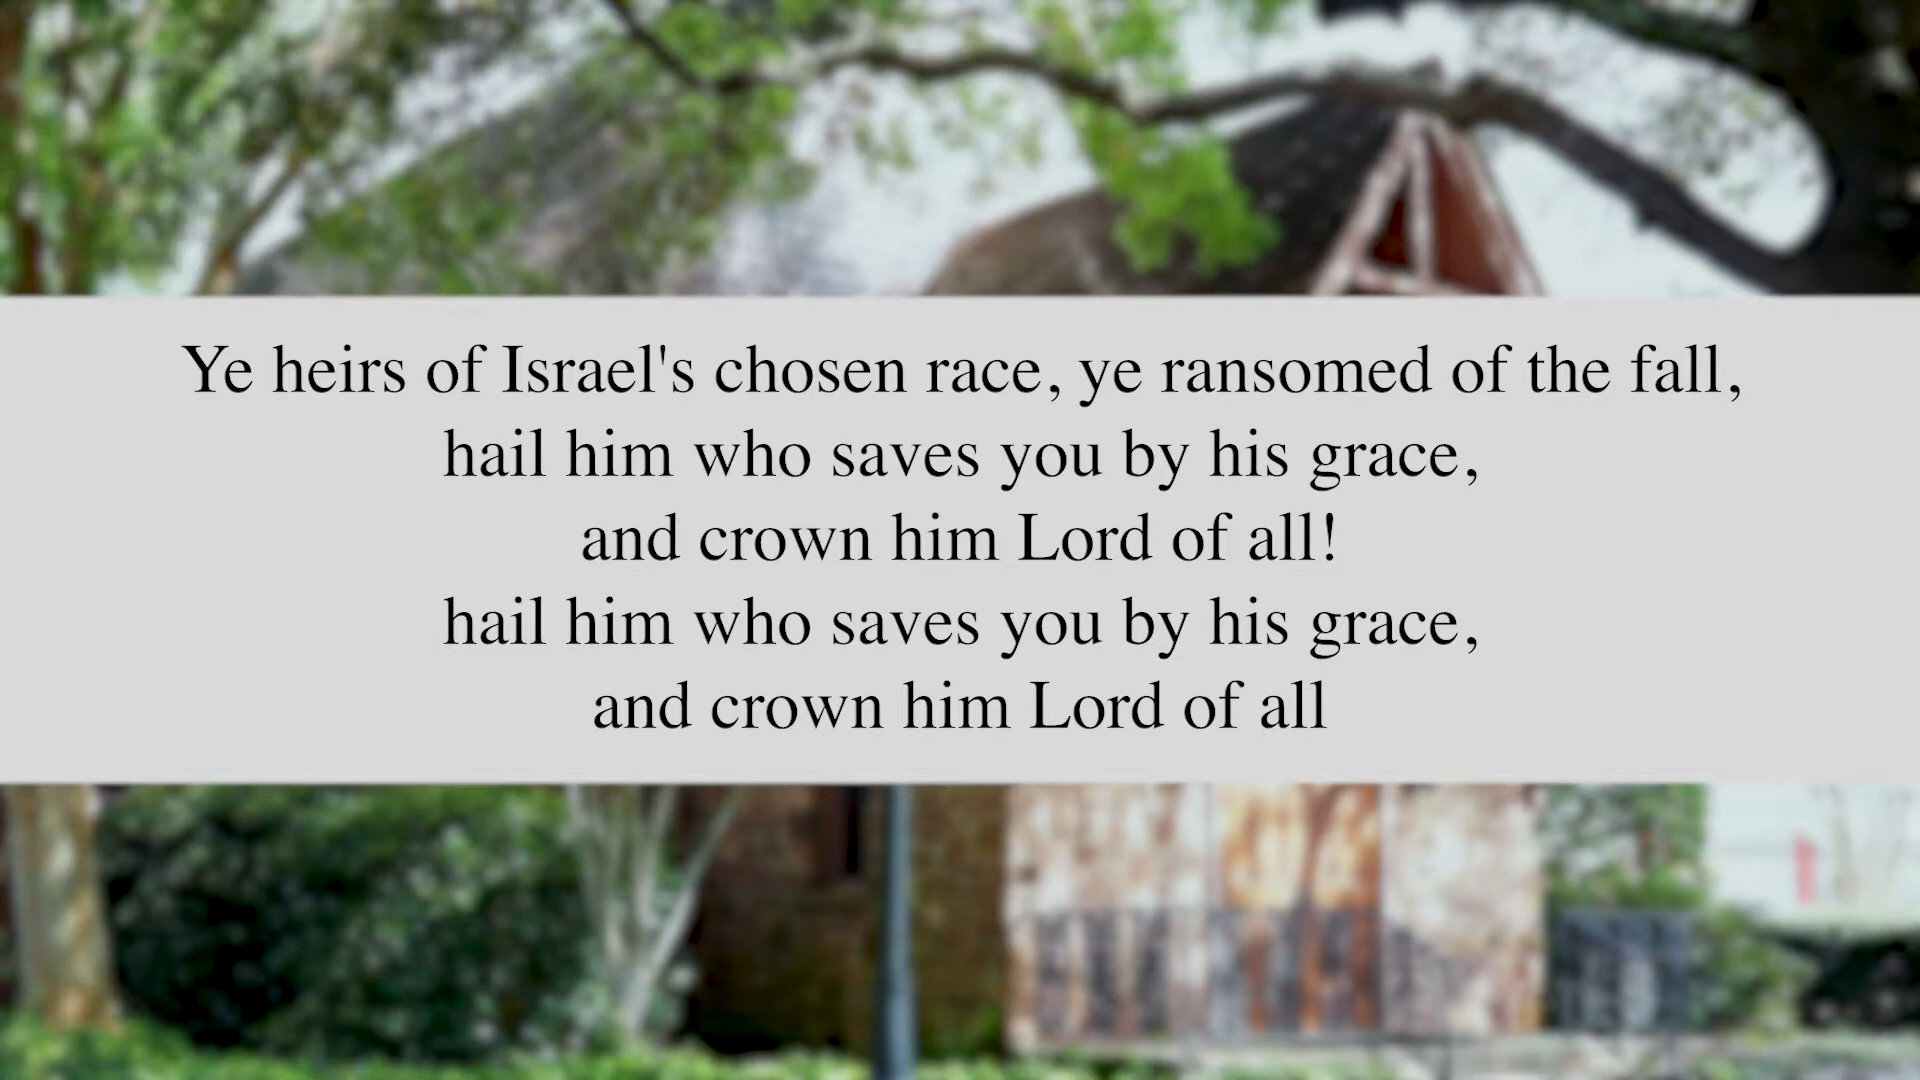 Ye heirs of Israel's chosen race, ye ransomed of the fall,
hail him who saves you by his grace,
and crown him Lord of all!
hail him who saves you by his grace,
and crown him Lord of all